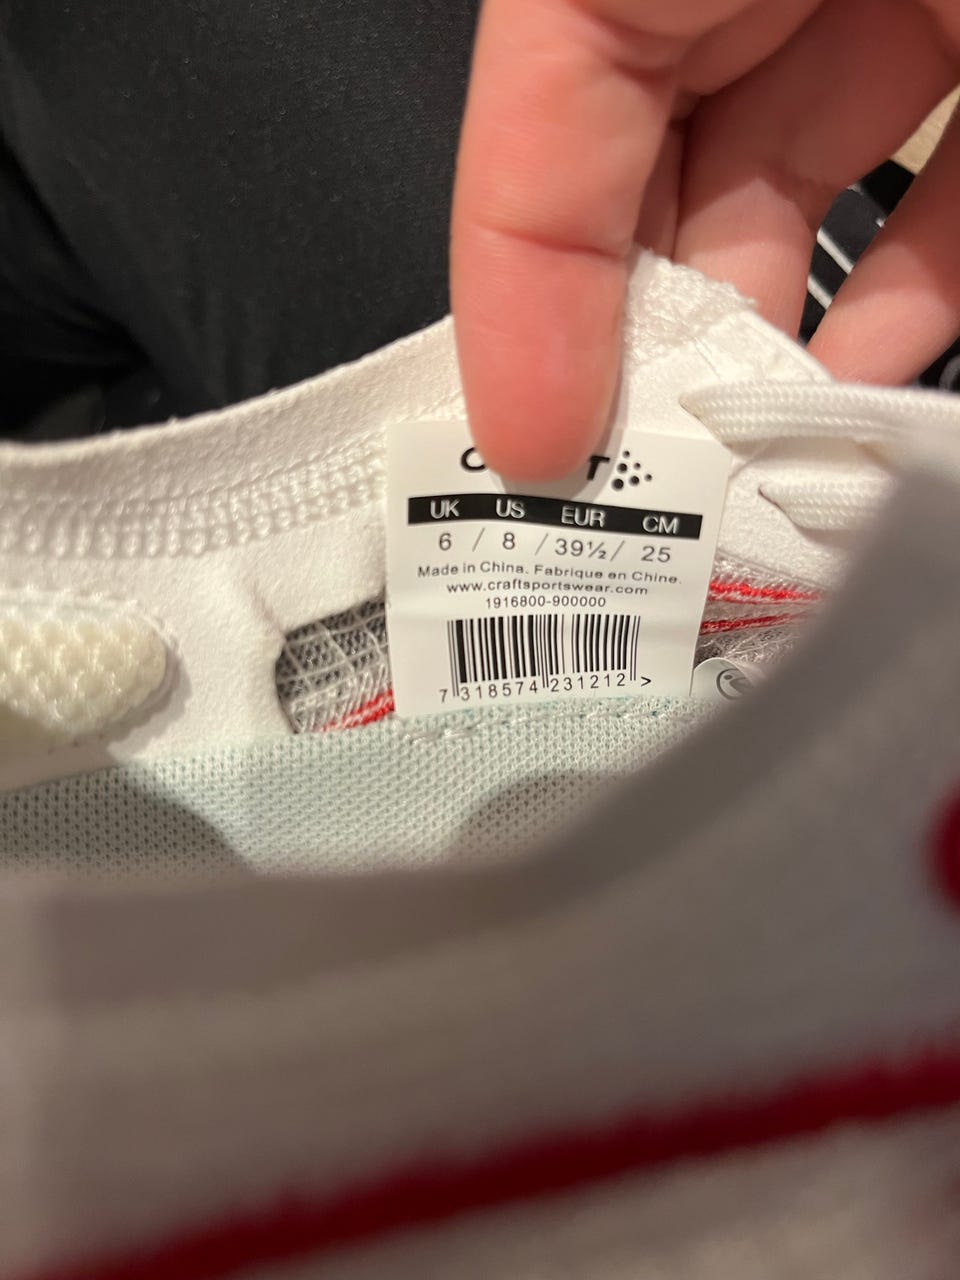 UK US EUR CM
6 / 8 / 39½ / 25
Made in China. Fabrique en Chine.
www.craftsportswear.com
1916800-900000
7 318574 231212 >